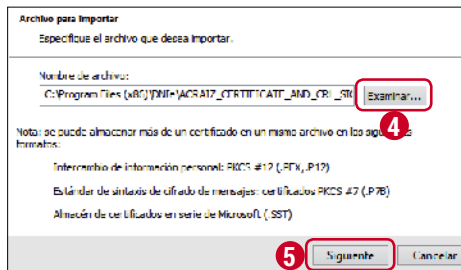 Archivo para importar
Especifique el archivo que desea importar.
Nombre de archivo:
C:\Program Files (x86)\DNIe\ACRAIZ_CERTIFICATE_AND_CRL_SIG
Examinar...
4
Nota: se puede almacenar más de un certificado en un mismo archivo en los
formatos:
Intercambio de información personal: PKCS #12 (.PFX,.P12)
Estándar de sintaxis de cifrado de mensajes: certificados PKCS #7 (.P7B)
Almacén de certificados en serie de Microsoft (.SST)
5
Siguiente
Cancelar